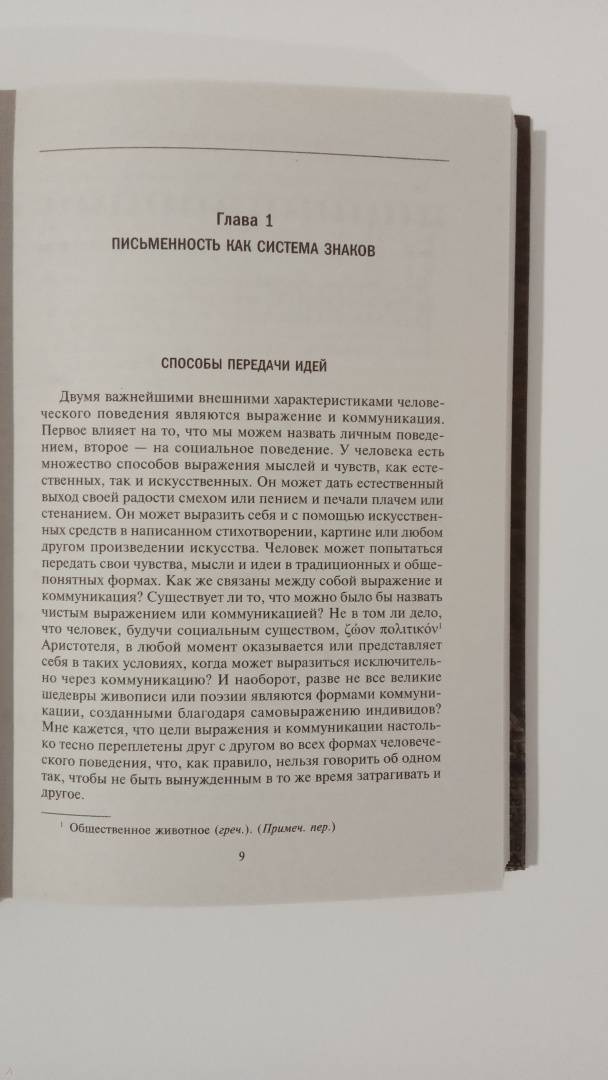 Глава 1
ПИСЬМЕННОСТЬ КАК СИСТЕМА ЗНАКОВ
СПОСОБЫ ПЕРЕДАЧИ ИДЕЙ
Двумя важнейшими внешними характеристиками челове-
ческого поведения являются выражение и коммуникация.
Первое влияет на то, что мы можем назвать личным поведе-
нием, второе — на социальное поведение. У человека есть
множество способов выражения мыслей и чувств, как есте-
ственных, так и искусственных. Он может дать естественный
выход своей радости смехом или пением и печали плачем или
стенанием. Он может выразить себя и с помощью искусствен-
ных средств в написанном стихотворении, картине или любом
другом произведении искусства. Человек может попытаться
передать свои чувства, мысли и идеи в традиционных и обще-
понятных формах. Как же связаны между собой выражение и
коммуникация? Существует ли то, что можно было бы назвать
чистым выражением или коммуникацией? Не в том ли дело,
что человек, будучи социальным существом, ζώον πολιτικόν¹
Аристотеля, в любой момент оказывается или представляет
себя в таких условиях, когда может выразиться исключитель-
но через коммуникацию? И наоборот, разве не все великие
шедевры живописи или поэзии являются формами коммуни-
кации, созданными благодаря самовыражению индивидов?
Мне кажется, что цели выражения и коммуникации настоль-
ко тесно переплетены друг с другом во всех формах человече-
ского поведения, что, как правило, нельзя говорить об одном
так, чтобы не быть вынужденным в то же время затрагивать и
другое.
¹ Общественное животное (греч.). (Примеч. пер.)
9